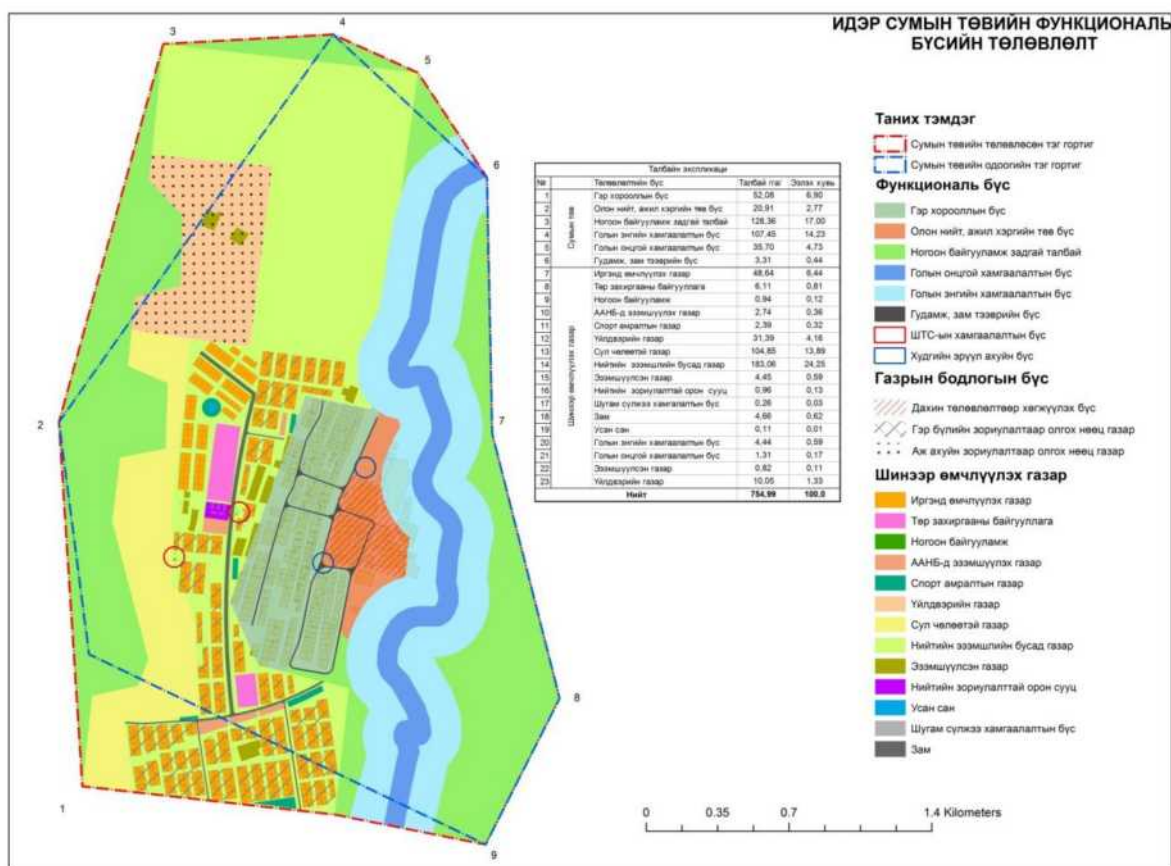 ИДЭР СУМЫН ТӨВИЙН ФУНКЦИОНАЛЬ
БҮСИЙН ТӨЛӨВЛӨЛТ
3
4
5
6
2
7
8
1
9
Талбайн экспликаци
№ Төлөвлөлтийн бүс Талбай /га/ Эзлэх хувь
Сумын төв
1 Гэр хорооллын бүс 52,08 6,90
2 Олон нийт, ажил хэргийн төв бүс 20,91 2,77
3 Ногоон байгууламж задгай талбай 128,36 17,00
4 Голын энгийн хамгаалалтын бүс 107,45 14,23
5 Голын онцгой хамгаалалтын бүс 35,70 4,73
6 Гудамж, зам тээврийн бүс 3,31 0,44
Шинээр өмчлүүлэх газар
7 Иргэнд өмчлүүлэх газар 48,64 6,44
8 Төр захиргааны байгууллага 6,11 0,81
9 Ногоон байгууламж 0,94 0,12
10 ААНБ-д эзэмшүүлэх газар 2,74 0,36
11 Спорт амралтын газар 2,39 0,32
12 Үйлдвэрийн газар 31,39 4,16
13 Сул чөлөөтэй газар 104,85 13,89
14 Нийтийн эзэмшлийн бусад газар 183,06 24,25
15 Эзэмшүүлсэн газар 4,45 0,59
16 Нийтийн зориулалттай орон сууц 0,96 0,13
17 Шугам сүлжээ хамгаалалтын бүс 0,26 0,03
18 Зам 4,66 0,62
19 Усан сан 0,11 0,01
20 Голын энгийн хамгаалалтын бүс 4,44 0,59
21 Голын онцгой хамгаалалтын бүс 1,31 0,17
22 Эзэмшүүлсэн газар 0,82 0,11
23 Үйлдвэрийн газар 10,05 1,33
Нийт 754,99 100.0
Таних тэмдэг
Сумын төвийн төлөвлөсөн тэг гортиг
Сумын төвийн одоогийн тэг гортиг
Функциональ бүс
Гэр хорооллын бүс
Олон нийт, ажил хэргийн төв бүс
Ногоон байгууламж задгай талбай
Голын онцгой хамгаалалтын бүс
Голын энгийн хамгаалалтын бүс
Гудамж, зам тээврийн бүс
ШТС-ын хамгаалалтын бүс
Худгийн эрүүл ахуйн бүс
Газрын бодлогын бүс
Дахин төлөвлөлтөөр хөгжүүлэх бүс
Гэр бүлийн зориулалтаар олгох нөөц газар
Аж ахуйн зориулалтаар олгох нөөц газар
Шинээр өмчлүүлэх газар
Иргэнд өмчлүүлэх газар
Төр захиргааны байгууллага
Ногоон байгууламж
ААНБ-д эзэмшүүлэх газар
Спорт амралтын газар
Үйлдвэрийн газар
Сул чөлөөтэй газар
Нийтийн эзэмшлийн бусад газар
Эзэмшүүлсэн газар
Нийтийн зориулалттай орон сууц
Усан сан
Шугам сүлжээ хамгаалалтын бүс
Зам
0 0.35 0.7 1.4 Kilometers